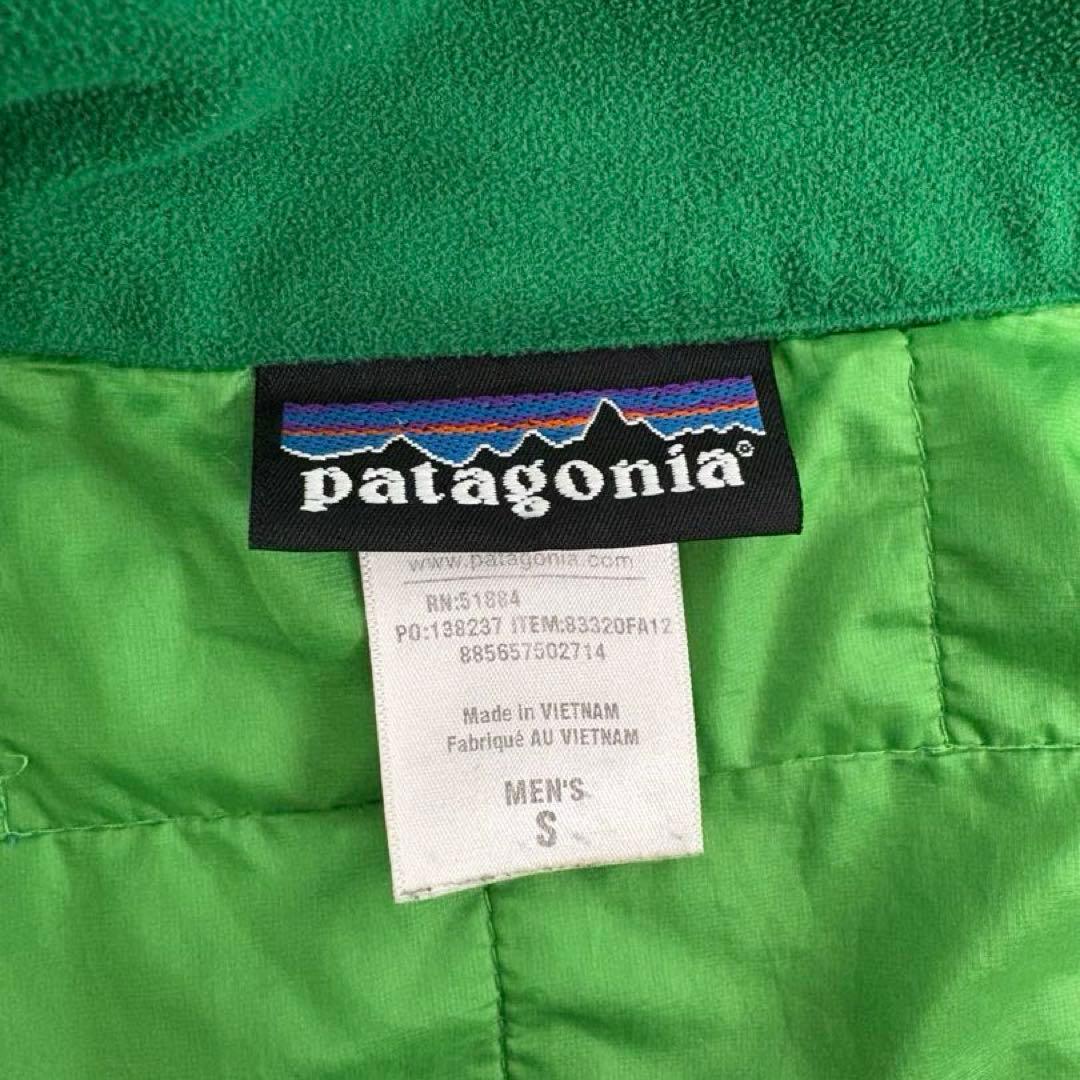 patagonia®
www.patagonia.com
RN:51884
PO:138237 ITEM:83320FA12
885657502714
Made in VIETNAM
Fabriqué AU VIETNAM
MEN'S
S